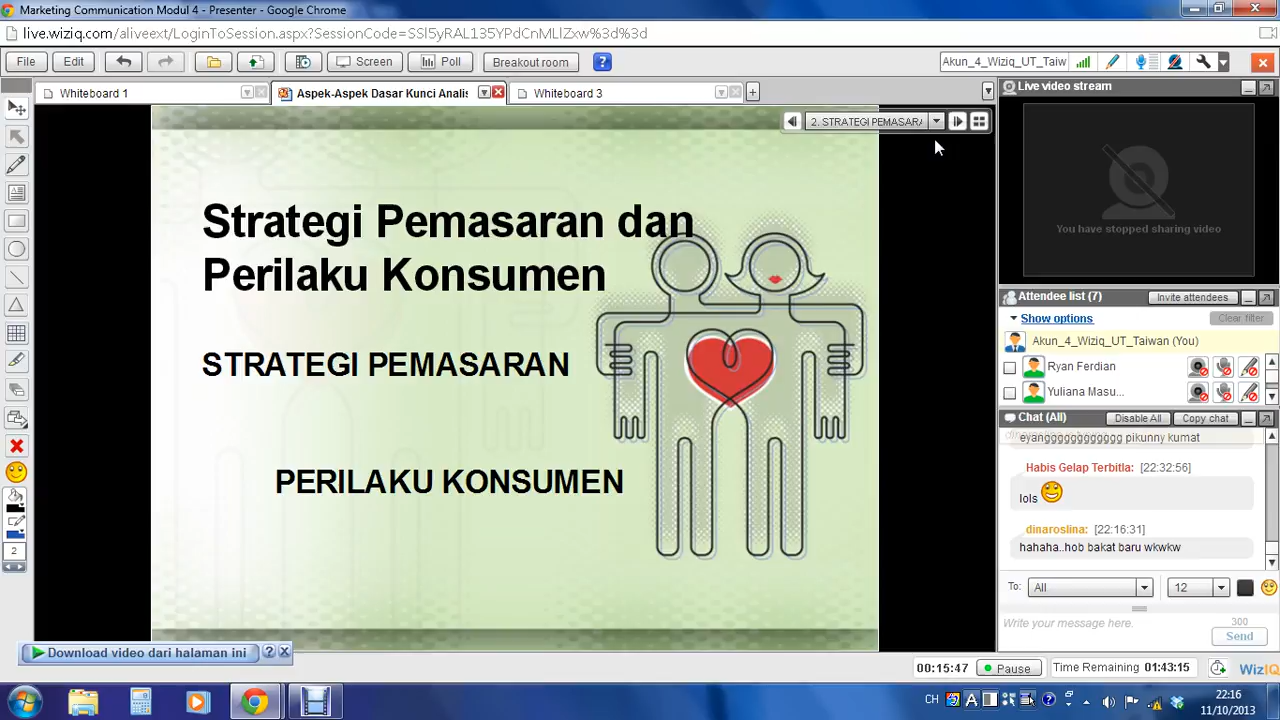 Marketing Communication Modul 4 - Presenter - Google Chrome
live.wiziq.com/aliveext/LoginToSession.aspx?SessionCode=SSl5yRAL135YPdCnMLlZxw%3d%3d
File
Edit
Screen
Poll
Breakout room
?
Akun_4_Wiziq_UT_Taiw
Whiteboard 1
Aspek-Aspek Dasar Kunci Analis
Whiteboard 3
Live video stream
2. STRATEGI PEMASARA
Strategi Pemasaran dan
Perilaku Konsumen
STRATEGI PEMASARAN
PERILAKU KONSUMEN
You have stopped sharing video
Attendee list (7)
Invite attendees
Show options
Clear filter
Akun_4_Wiziq_UT_Taiwan (You)
Ryan Ferdian
Yuliana Masu...
Chat (All)
Disable All
Copy chat
eyangggggggggggg pikunny kumat
Habis Gelap Terbitla: [22:32:56]
lols
dinaroslina: [22:16:31]
hahaha..hob bakat baru wkwkw
To:
All
12
Write your message here.
300
Send
2
Download video dari halaman ini
?
00:15:47
Pause
Time Remaining 01:43:15
WizIQ
CH
A
22:16
11/10/2013